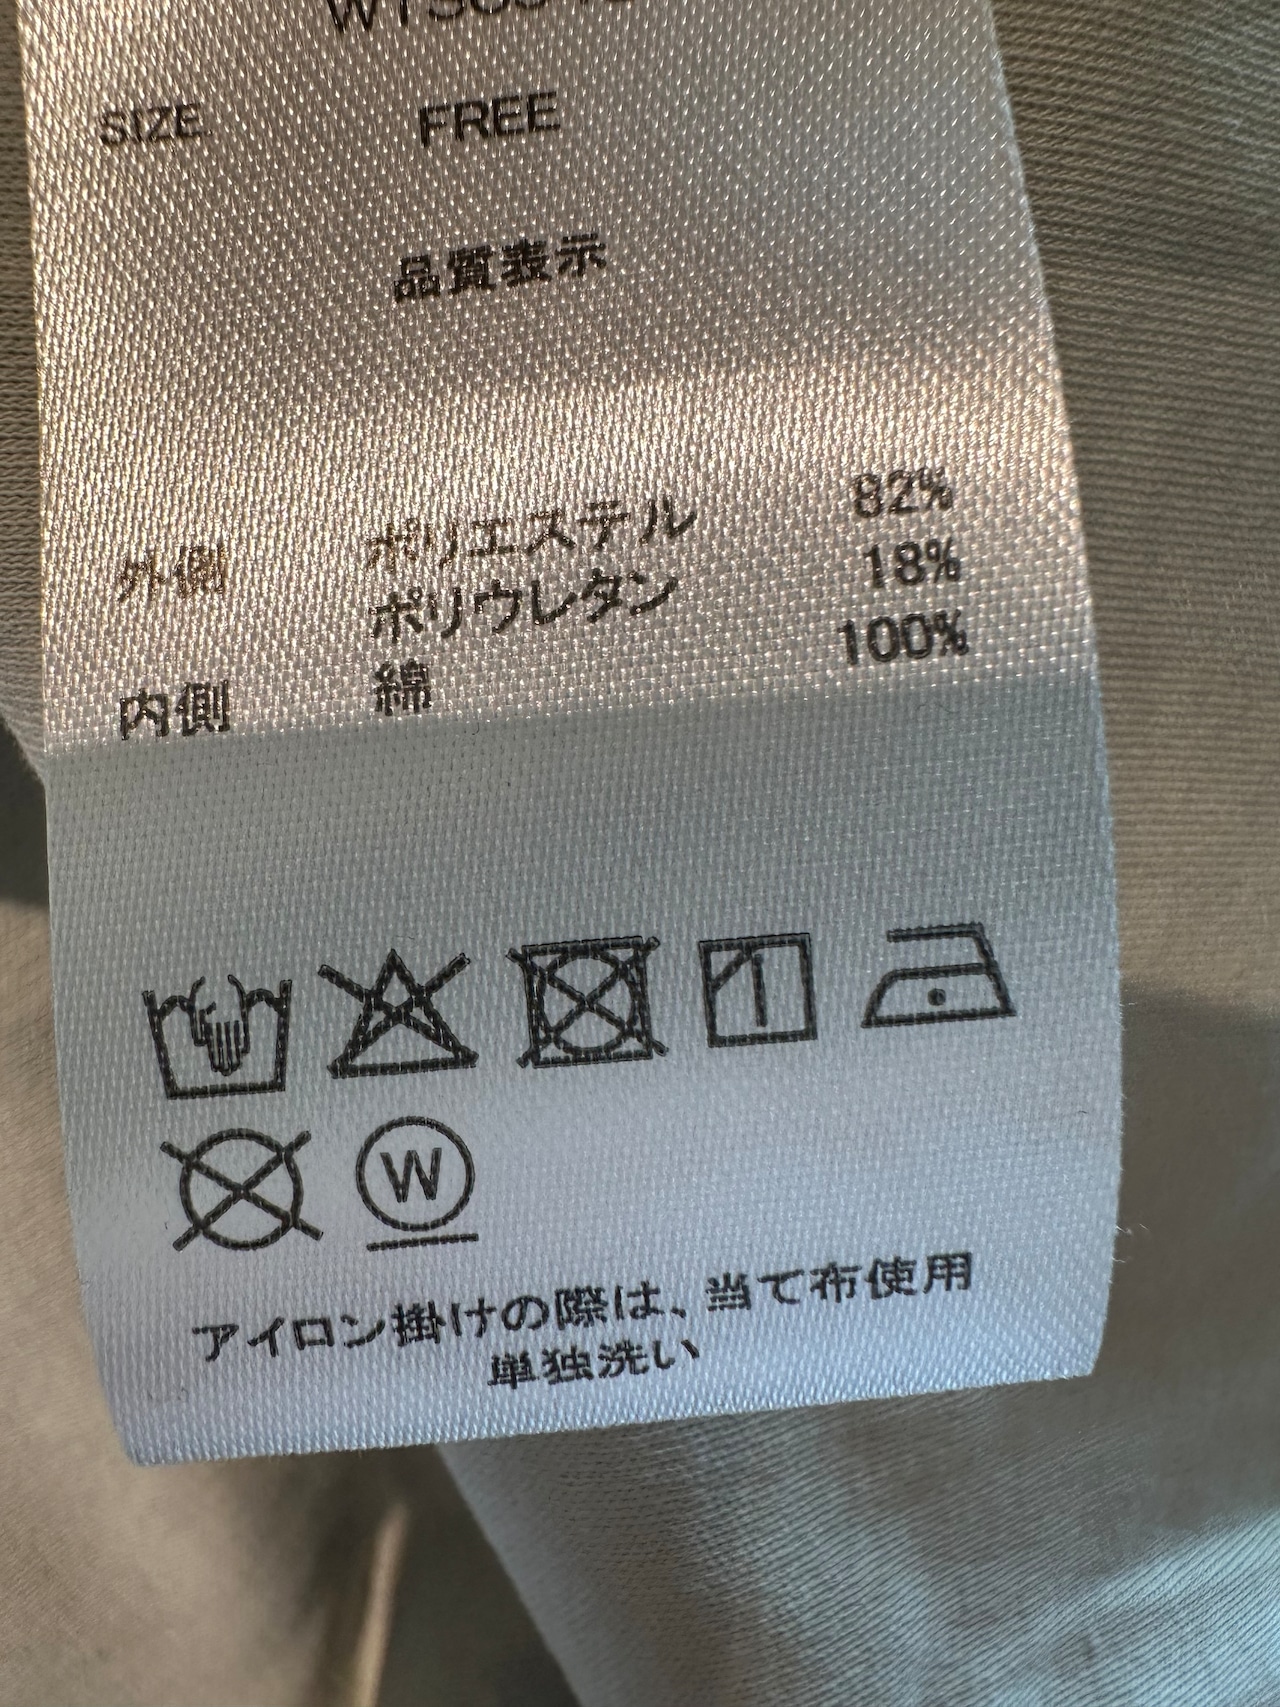 SIZE FREE
品質表示
外側 ポリエステル 82%
ポリウレタン 18%
内側 綿 100%
W
アイロン掛けの際は、当て布使用
単独洗い